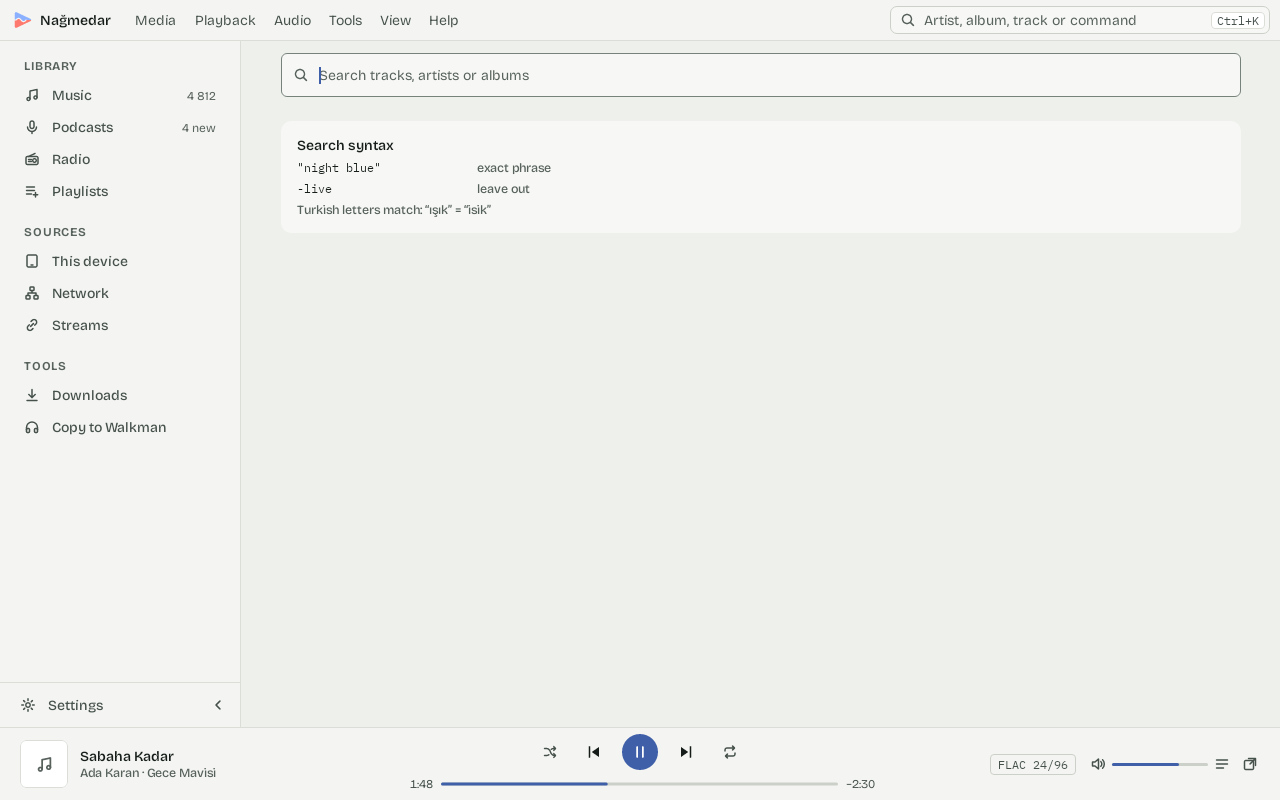 Nağmedar Media Playback Audio Tools View Help Artist, album, track or command Ctrl+K
LIBRARY
Music 4 812
Podcasts 4 new
Radio
Playlists
SOURCES
This device
Network
Streams
TOOLS
Downloads
Copy to Walkman
Settings
Search tracks, artists or albums
Search syntax
"night blue" exact phrase
-live leave out
Turkish letters match: “ışık” = “isik”
Sabaha Kadar
Ada Karan · Gece Mavisi
1:48 −2:30
FLAC 24/96